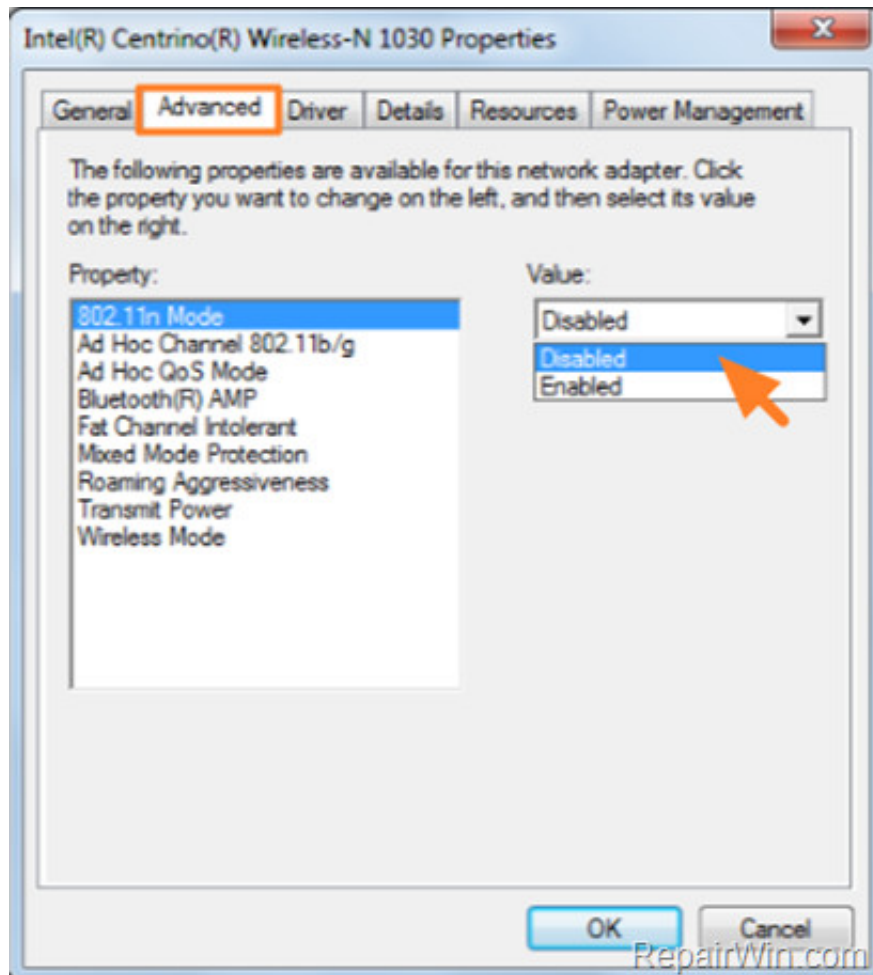 Intel(R) Centrino(R) Wireless-N 1030 Properties
General Advanced Driver Details Resources Power Management
The following properties are available for this network adapter. Click
the property you want to change on the left, and then select its value
on the right.
Property: Value:
802.11n Mode Disabled
Ad Hoc Channel 802.11b/g Disabled
Ad Hoc QoS Mode Enabled
Bluetooth(R) AMP
Fat Channel Intolerant
Mixed Mode Protection
Roaming Aggressiveness
Transmit Power
Wireless Mode
OK Cancel
RepairWin.com